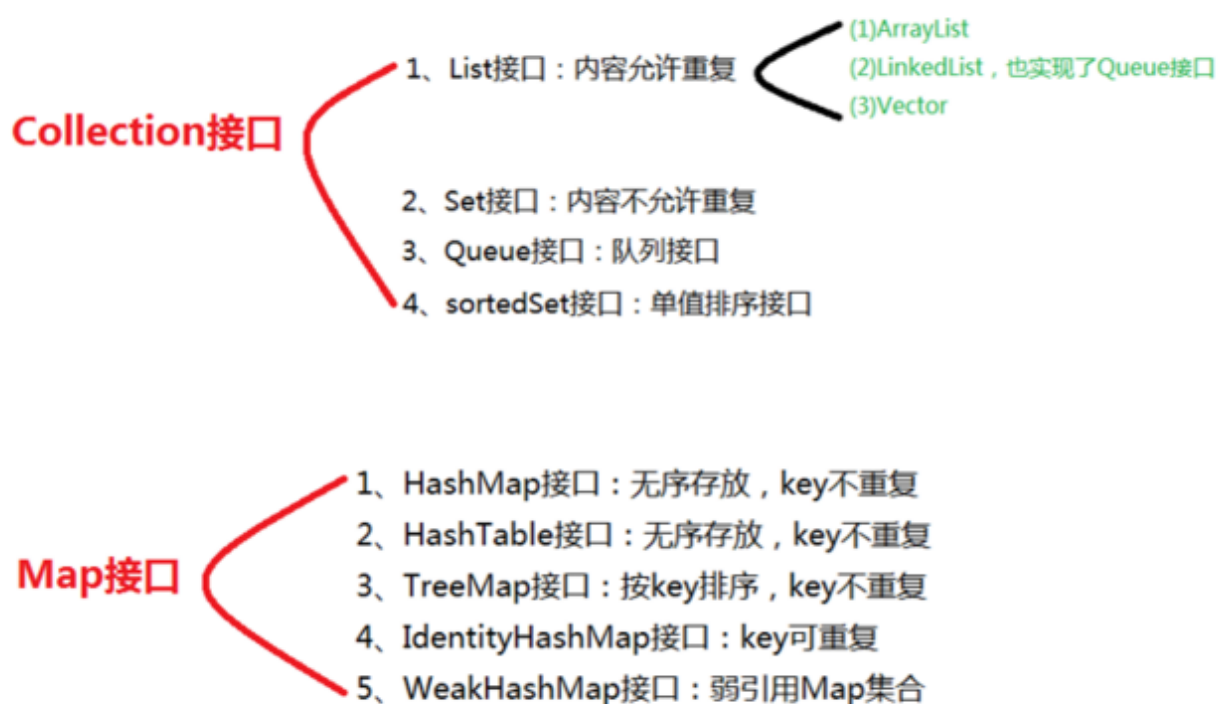 (1)ArrayList
1、List接口：内容允许重复
(2)LinkedList，也实现了Queue接口
(3)Vector
Collection接口
2、Set接口：内容不允许重复
3、Queue接口：队列接口
4、sortedSet接口：单值排序接口
1、HashMap接口：无序存放，key不重复
2、HashTable接口：无序存放，key不重复
Map接口
3、TreeMap接口：按key排序，key不重复
4、IdentityHashMap接口：key可重复
5、WeakHashMap接口：弱引用Map集合